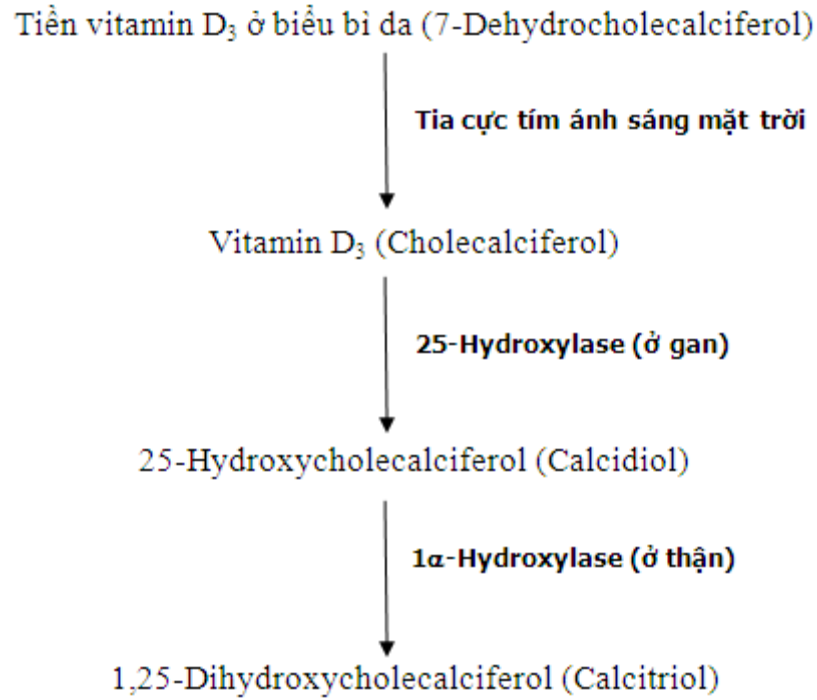 Tiền vitamin D₃ ở biểu bì da (7-Dehydrocholecalciferol)
Tia cực tím ánh sáng mặt trời
Vitamin D₃ (Cholecalciferol)
25-Hydroxylase (ở gan)
25-Hydroxycholecalciferol (Calcidiol)
1α-Hydroxylase (ở thận)
1,25-Dihydroxycholecalciferol (Calcitriol)